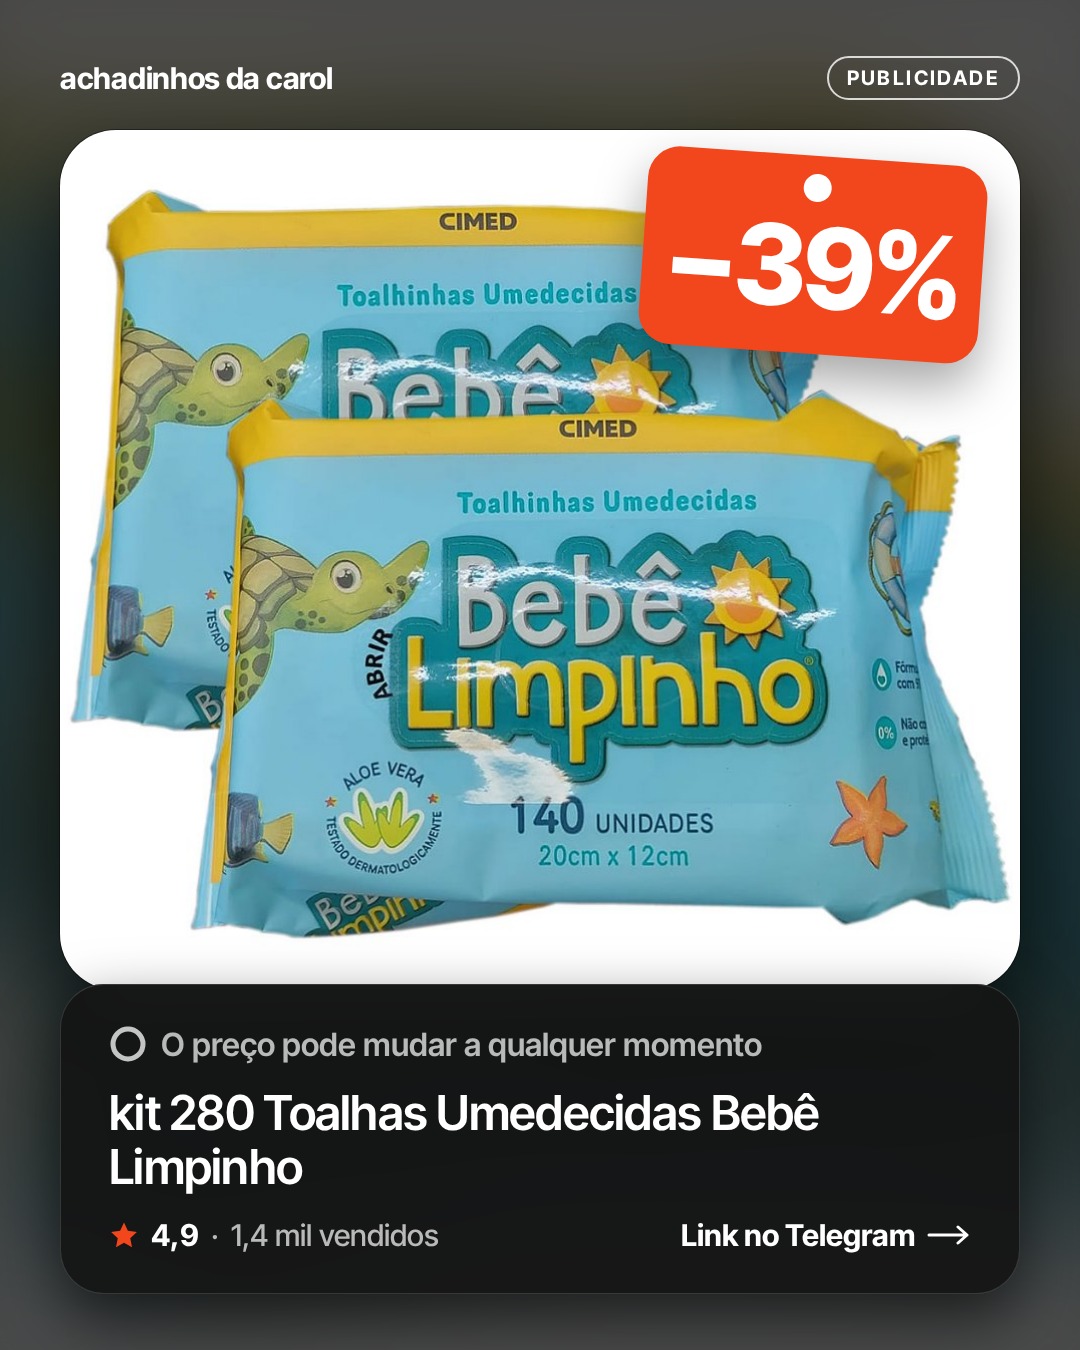 achadinhos da carol
PUBLICIDADE
−39%
CIMED
Toalhinhas Umedecidas
Bebê
CIMED
Toalhinhas Umedecidas
Bebê
Limpinho®
ABRIR
ALOE VERA
TESTADO DERMATOLOGICAMENTE
140 UNIDADES
20cm x 12cm
0%
O preço pode mudar a qualquer momento
kit 280 Toalhas Umedecidas Bebê
Limpinho
4,9 · 1,4 mil vendidos
Link no Telegram →